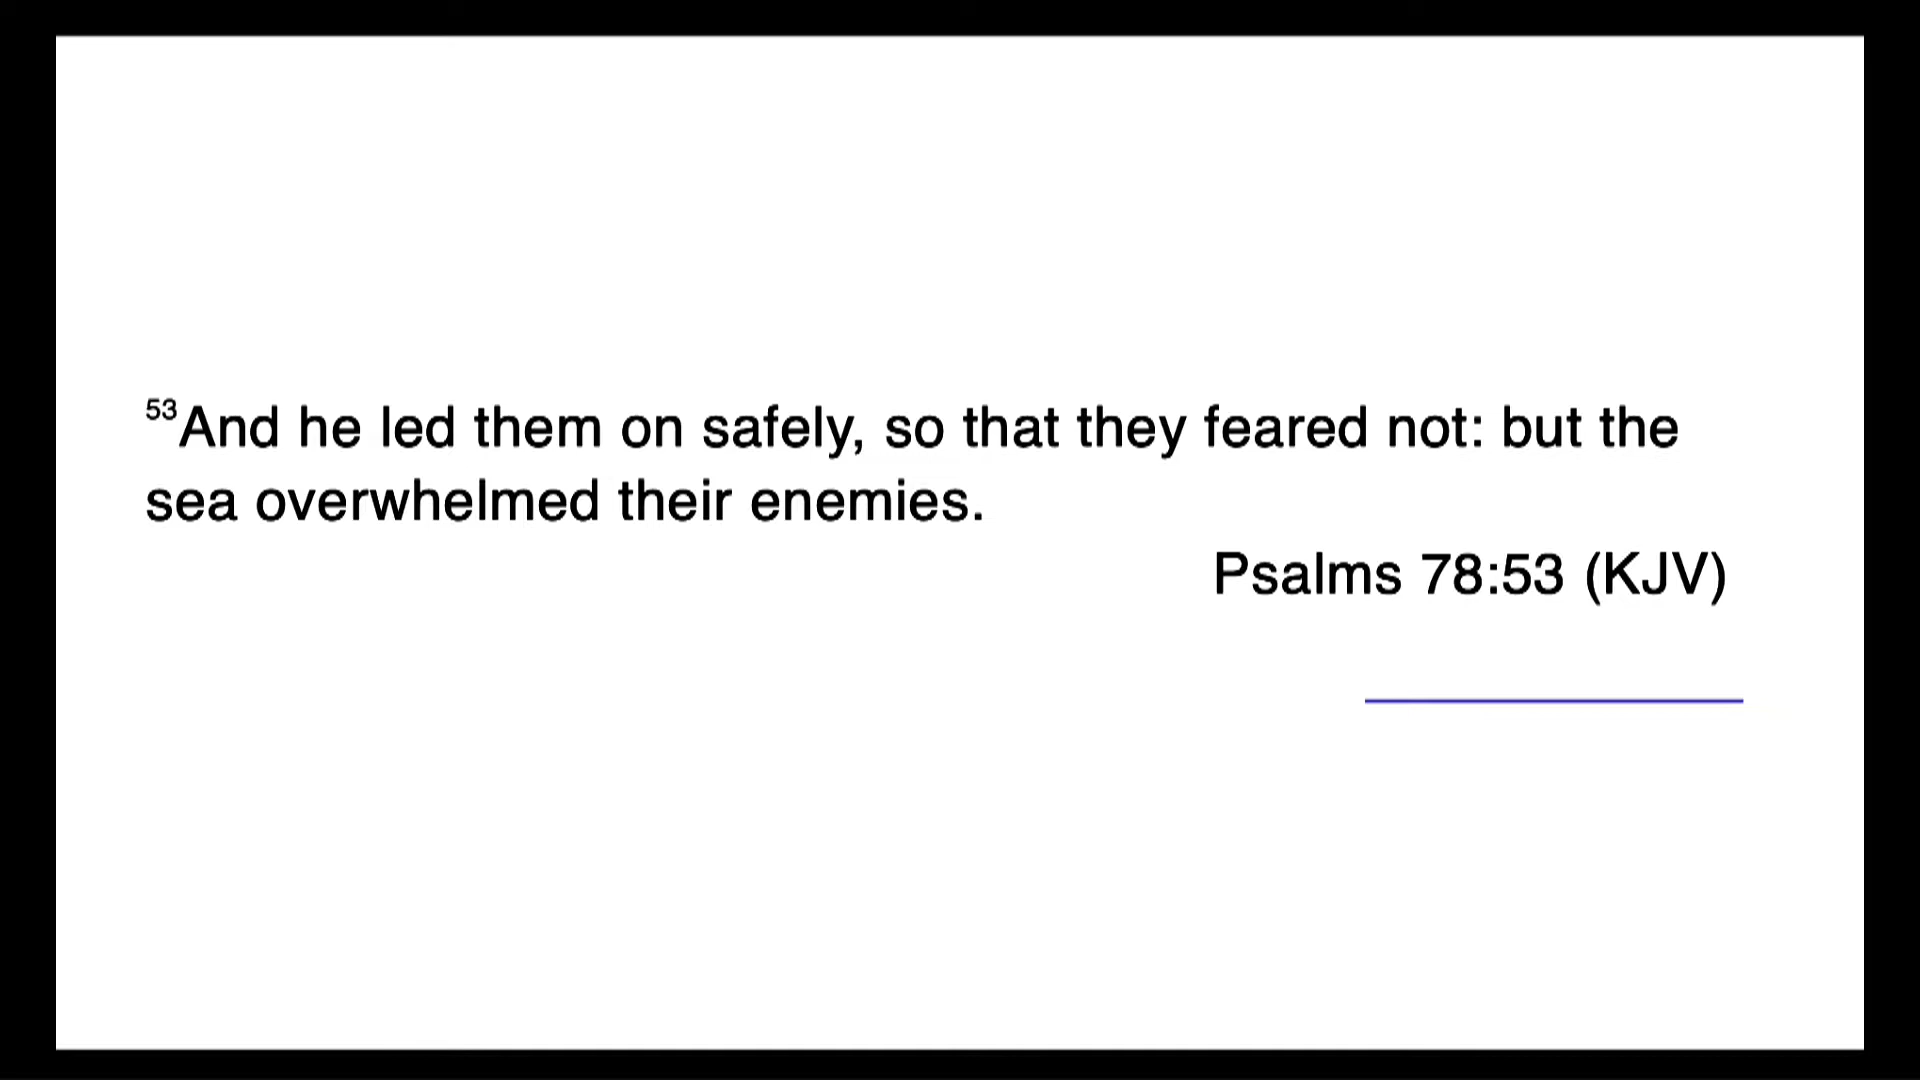 53And he led them on safely, so that they feared not: but the
sea overwhelmed their enemies.
Psalms 78:53 (KJV)